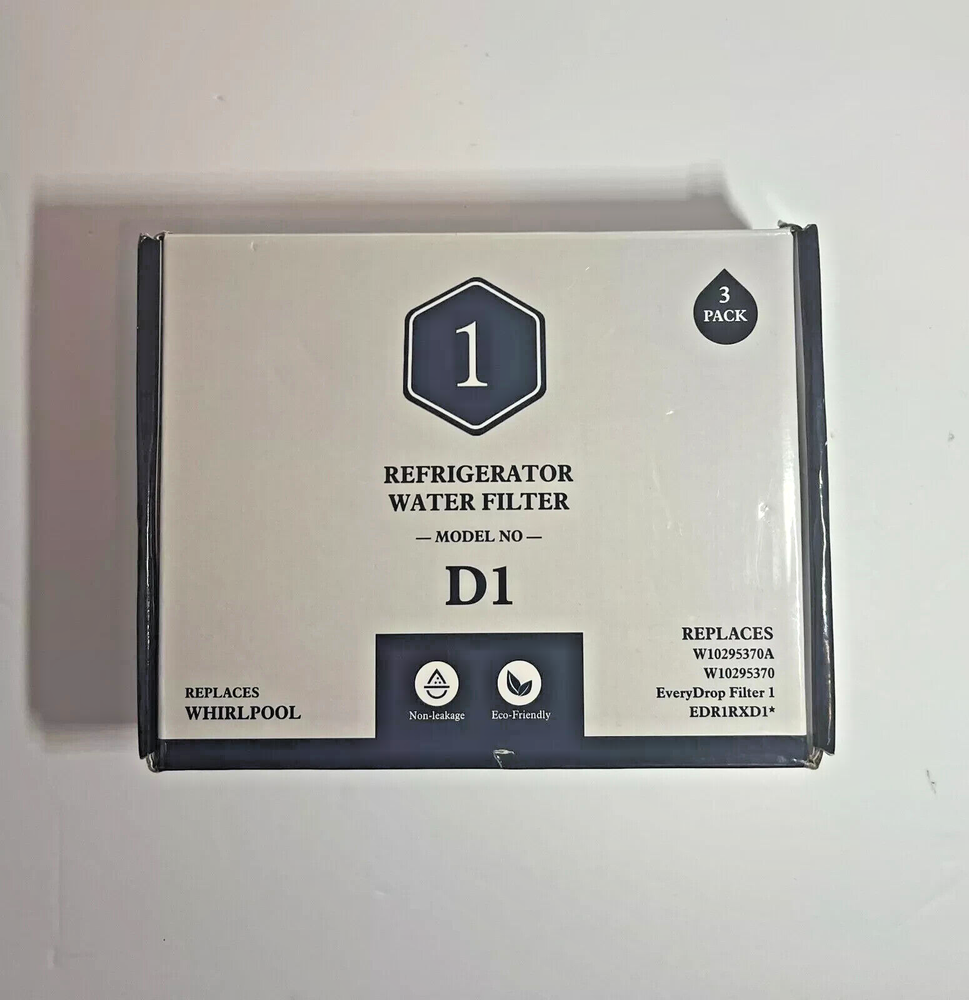 1
3
PACK
REFRIGERATOR
WATER FILTER
— MODEL NO —
D1
REPLACES
WHIRLPOOL
Non-leakage
Eco-Friendly
REPLACES
W10295370A
W10295370
EveryDrop Filter 1
EDR1RXD1*